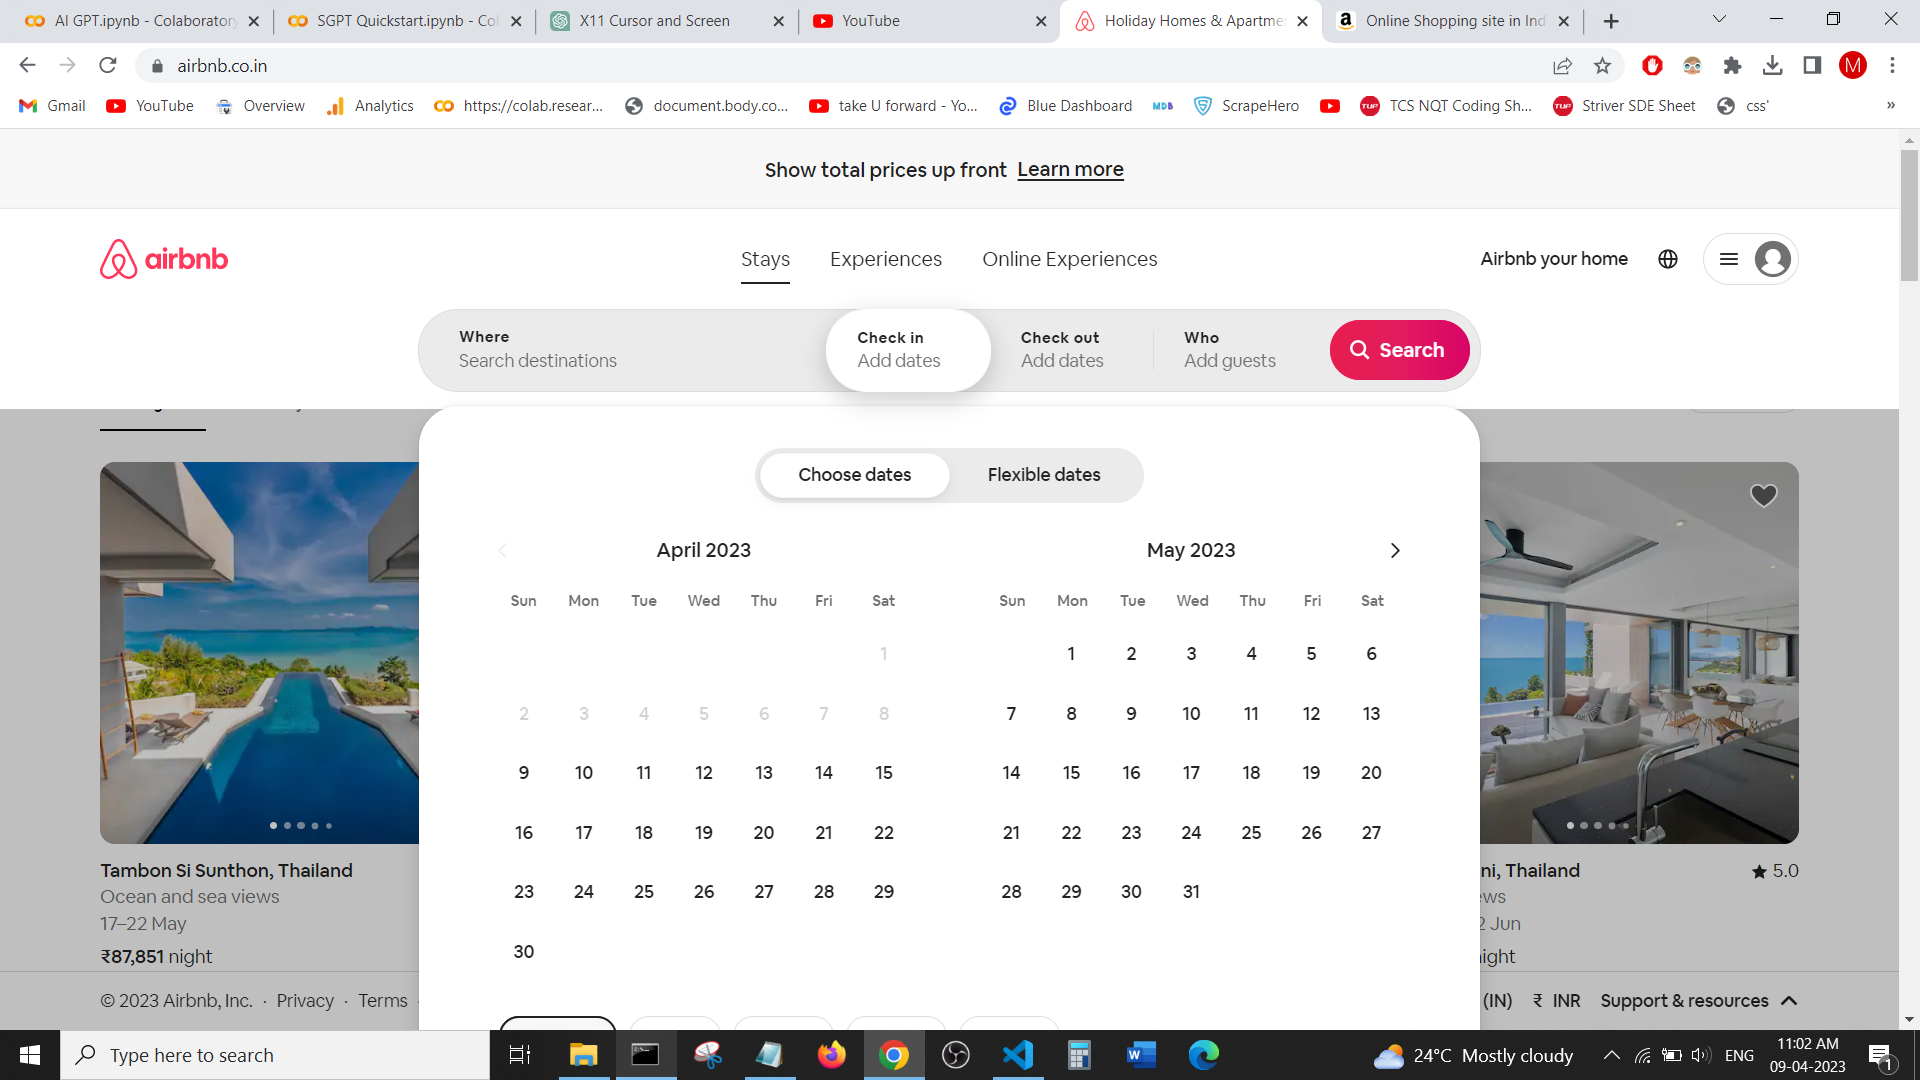 AI GPT.ipynb - Colaboratory
SGPT Quickstart.ipynb - Col
X11 Cursor and Screen
YouTube
Holiday Homes & Apartme
Online Shopping site in Ind
airbnb.co.in
M
Gmail
YouTube
Overview
Analytics
https://colab.resear...
document.body.co...
take U forward - Yo...
Blue Dashboard
MDB
ScrapeHero
TUF
TCS NQT Coding Sh...
TUF
Striver SDE Sheet
css'
»
Show total prices up front Learn more
airbnb
Stays
Experiences
Online Experiences
Airbnb your home
Where
Search destinations
Check in
Add dates
Check out
Add dates
Who
Add guests
Search
Choose dates
Flexible dates
April 2023
Sun Mon Tue Wed Thu Fri Sat
1
2 3 4 5 6 7 8
9 10 11 12 13 14 15
16 17 18 19 20 21 22
23 24 25 26 27 28 29
30
May 2023
Sun Mon Tue Wed Thu Fri Sat
1 2 3 4 5 6
7 8 9 10 11 12 13
14 15 16 17 18 19 20
21 22 23 24 25 26 27
28 29 30 31
Tambon Si Sunthon, Thailand
Ocean and sea views
17–22 May
₹87,851 night
ni, Thailand
5.0
ews
2 Jun
night
© 2023 Airbnb, Inc. · Privacy · Terms ·
(IN)
₹ INR
Support & resources
Type here to search
24°C Mostly cloudy
ENG
11:02 AM
09-04-2023
1